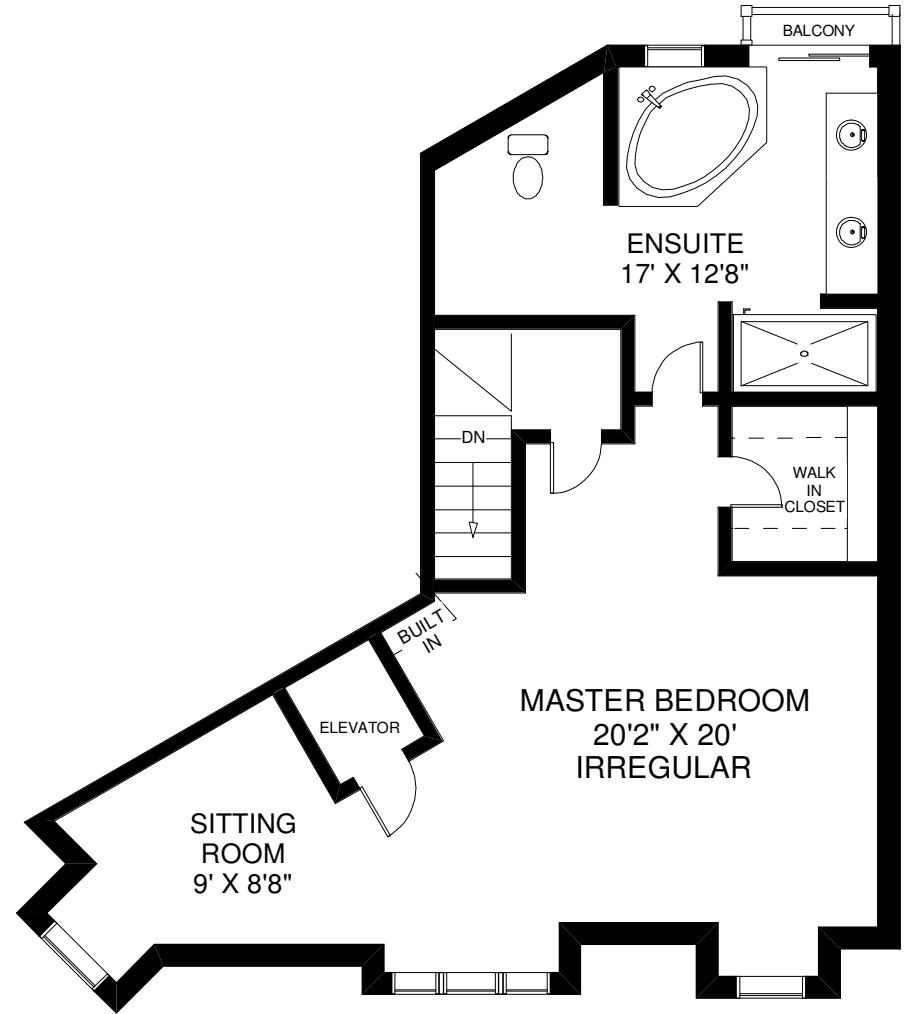 BALCONY
ENSUITE
17' X 12'8"
DN
WALK
IN
CLOSET
BUILT
IN
MASTER BEDROOM
20'2" X 20'
IRREGULAR
ELEVATOR
SITTING
ROOM
9' X 8'8"